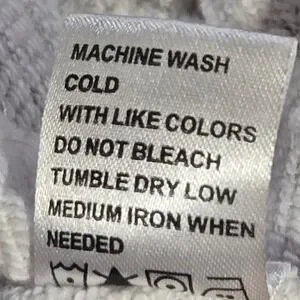 MACHINE WASH
COLD
WITH LIKE COLORS
DO NOT BLEACH
TUMBLE DRY LOW
MEDIUM IRON WHEN
NEEDED